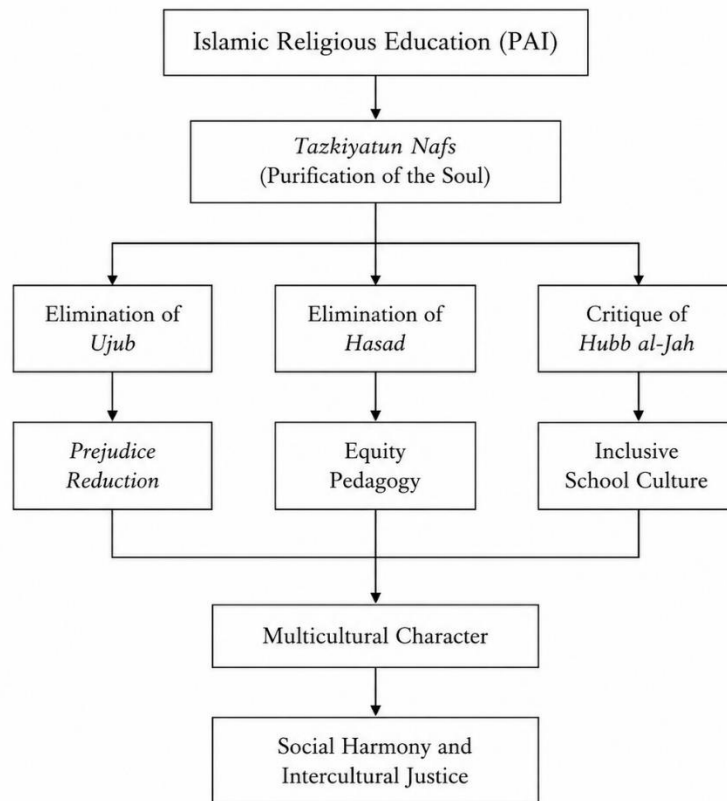 Islamic Religious Education (PAI)
Tazkiyatun Nafs
(Purification of the Soul)
Elimination of
Ujub
Elimination of
Hasad
Critique of
Hubb al-Jah
Prejudice
Reduction
Equity
Pedagogy
Inclusive
School Culture
Multicultural Character
Social Harmony and
Intercultural Justice